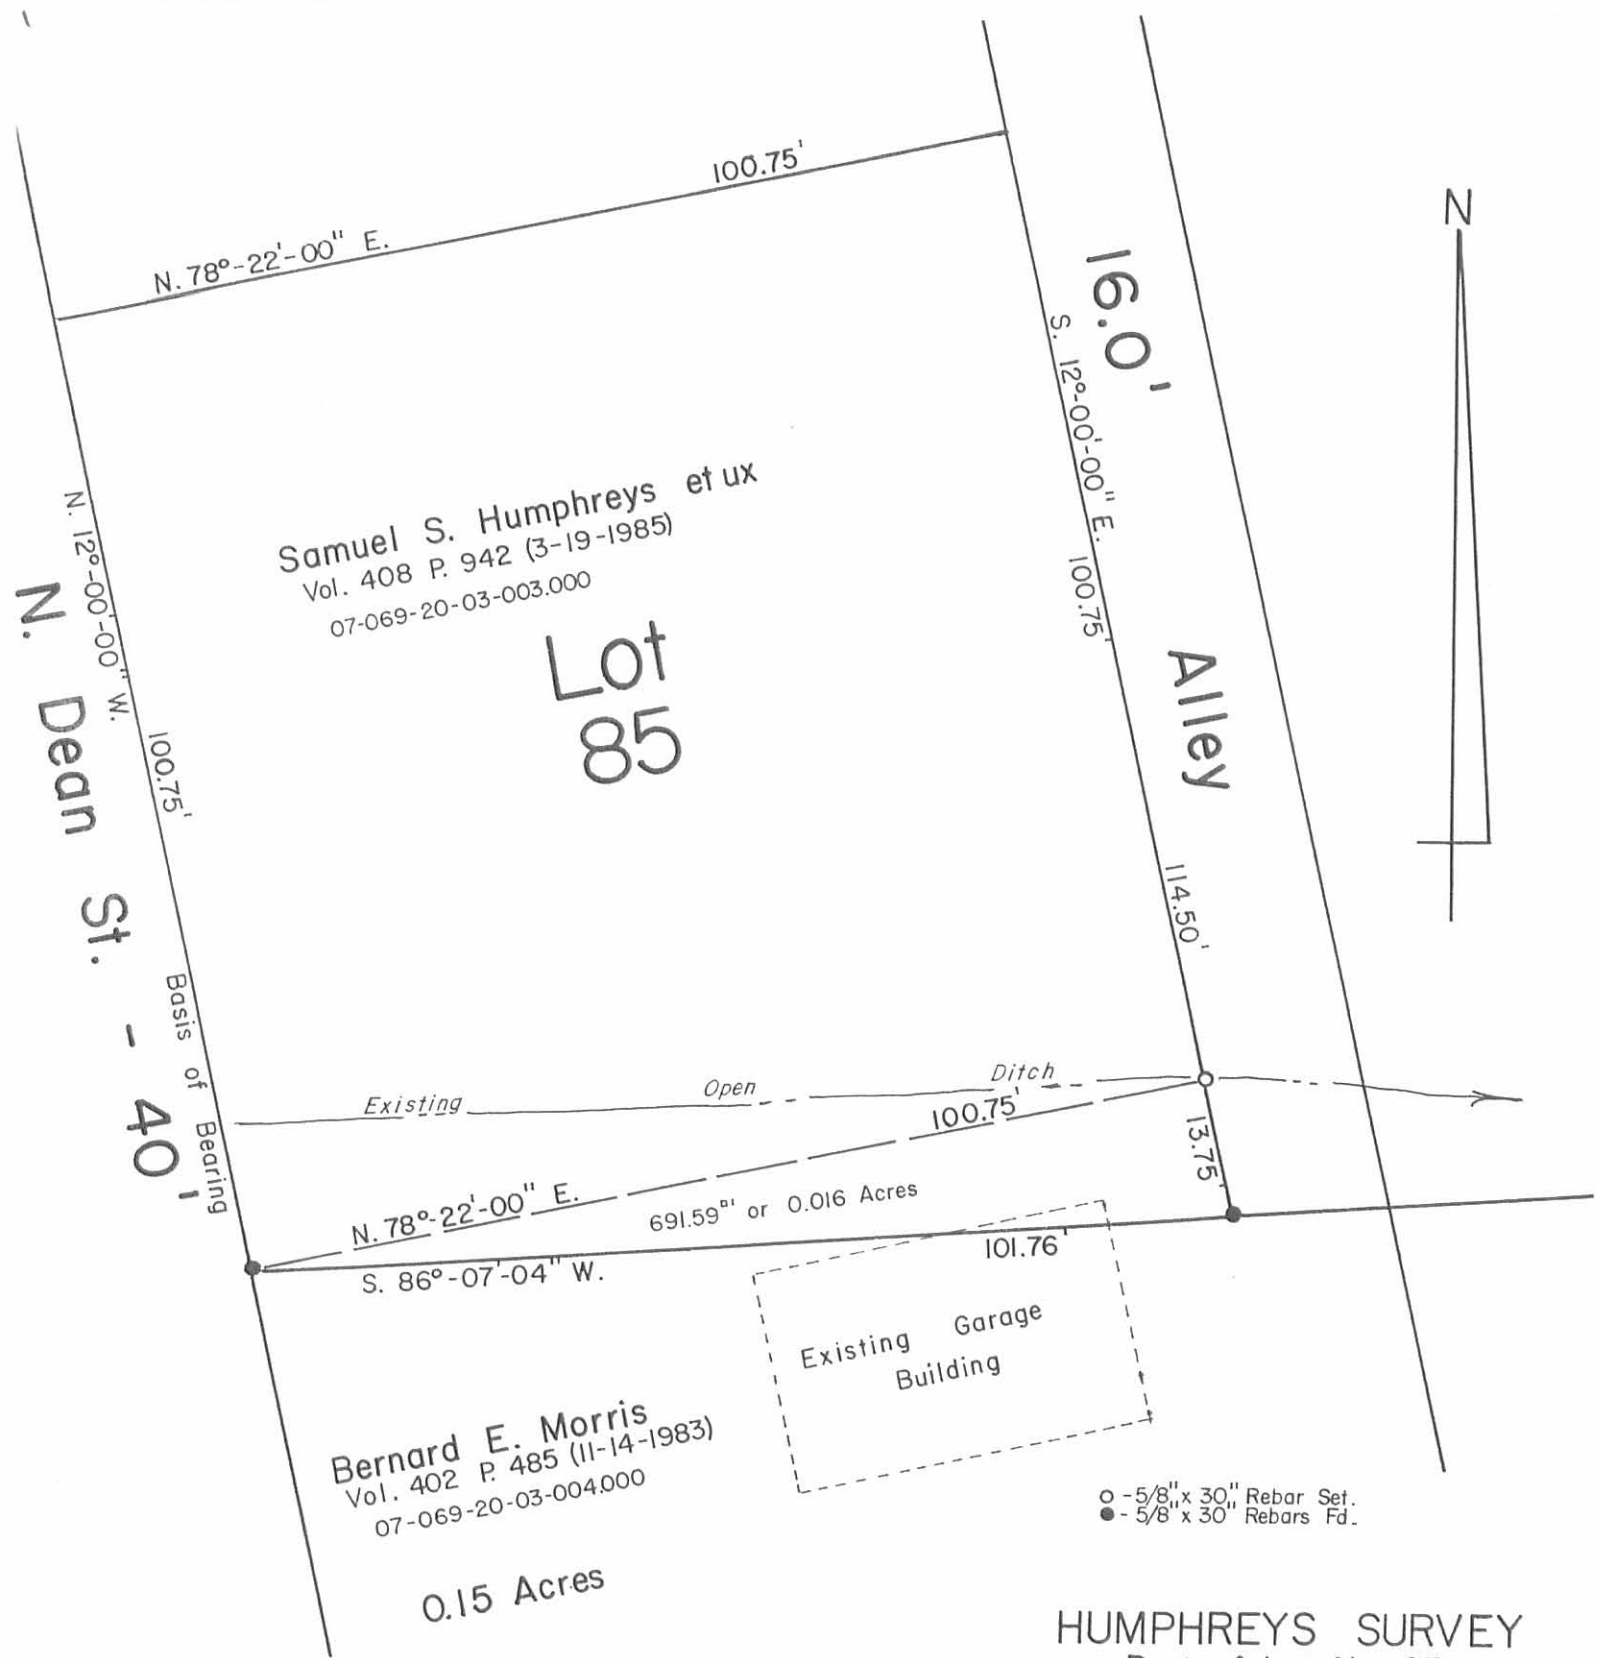 100.75'
N. 78°-22'-00" E.
N
16.0' Alley
S. 12°-00'-00" E. 100.75'
Samuel S. Humphreys et ux
Vol. 408 P. 942 (3-19-1985)
07-069-20-03-003.000
Lot
85
N. 12°-00'-00" W. 100.75' Basis of Bearing
N. Dean St. - 40'
114.50'
Existing Open Ditch
100.75'
13.75'
N. 78°-22'-00" E.
691.59°' or 0.016 Acres
101.76'
S. 86°-07'-04" W.
Existing Garage
Building
Bernard E. Morris
Vol. 402 P. 485 (11-14-1983)
07-069-20-03-004.000
0.15 Acres
O -5/8" x 30" Rebar Set.
● - 5/8" x 30" Rebars Fd.
HUMPHREYS SURVEY